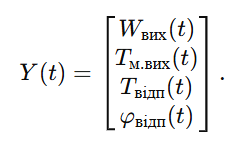 Y(t) = [
W_вих(t)
T_м.вих(t)
T_відп(t)
φ_відп(t)
] .